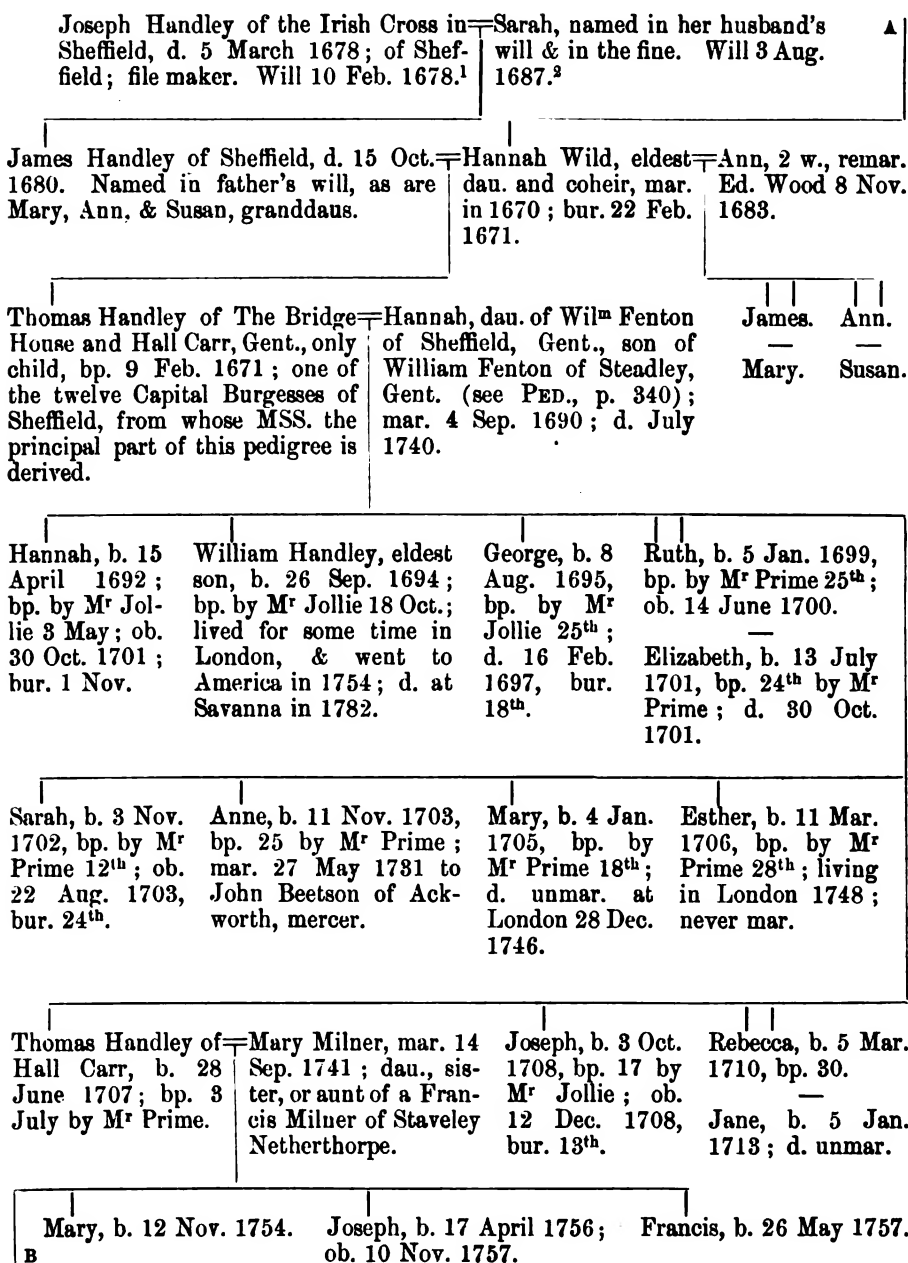 Joseph Handley of the Irish Cross in
Sheffield, d. 5 March 1678; of Shef-
field; file maker. Will 10 Feb. 1678.¹
Sarah, named in her husband's
will & in the fine. Will 3 Aug.
1687.²
A
James Handley of Sheffield, d. 15 Oct.
1680. Named in father's will, as are
Mary, Ann, & Susan, granddaus.
Hannah Wild, eldest
dau. and coheir, mar.
in 1670; bur. 22 Feb.
1671.
Ann, 2 w., remar.
Ed. Wood 8 Nov.
1683.
Thomas Handley of The Bridge
House and Hall Carr, Gent., only
child, bp. 9 Feb. 1671; one of
the twelve Capital Burgesses of
Sheffield, from whose MSS. the
principal part of this pedigree is
derived.
Hannah, dau. of Wilᵐ Fenton
of Sheffield, Gent., son of
William Fenton of Steadley,
Gent. (see PED., p. 340);
mar. 4 Sep. 1690; d. July
1740.
James.
—
Mary.
Ann.
—
Susan.
Hannah, b. 15
April 1692;
bp. by Mʳ Jol-
lie 3 May; ob.
30 Oct. 1701;
bur. 1 Nov.
William Handley, eldest
son, b. 26 Sep. 1694;
bp. by Mʳ Jollie 18 Oct.;
lived for some time in
London, & went to
America in 1754; d. at
Savanna in 1782.
George, b. 8
Aug. 1695,
bp. by Mʳ
Jollie 25ᵗʰ;
d. 16 Feb.
1697, bur.
18ᵗʰ.
Ruth, b. 5 Jan. 1699,
bp. by Mʳ Prime 25ᵗʰ;
ob. 14 June 1700.
—
Elizabeth, b. 13 July
1701, bp. 24ᵗʰ by Mʳ
Prime; d. 30 Oct.
1701.
Sarah, b. 3 Nov.
1702, bp. by Mʳ
Prime 12ᵗʰ; ob.
22 Aug. 1703,
bur. 24ᵗʰ.
Anne, b. 11 Nov. 1703,
bp. 25 by Mʳ Prime;
mar. 27 May 1731 to
John Beetson of Ack-
worth, mercer.
Mary, b. 4 Jan.
1705, bp. by
Mʳ Prime 18ᵗʰ;
d. unmar. at
London 28 Dec.
1746.
Esther, b. 11 Mar.
1706, bp. by Mʳ
Prime 28ᵗʰ; living
in London 1748;
never mar.
Thomas Handley of
Hall Carr, b. 28
June 1707; bp. 3
July by Mʳ Prime.
Mary Milner, mar. 14
Sep. 1741; dau., sis-
ter, or aunt of a Fran-
cis Milner of Staveley
Netherthorpe.
Joseph, b. 3 Oct.
1708, bp. 17 by
Mʳ Jollie; ob.
12 Dec. 1708,
bur. 13ᵗʰ.
Rebecca, b. 5 Mar.
1710, bp. 30.
—
Jane, b. 5 Jan.
1713; d. unmar.
B
Mary, b. 12 Nov. 1754.
Joseph, b. 17 April 1756;
ob. 10 Nov. 1757.
Francis, b. 26 May 1757.